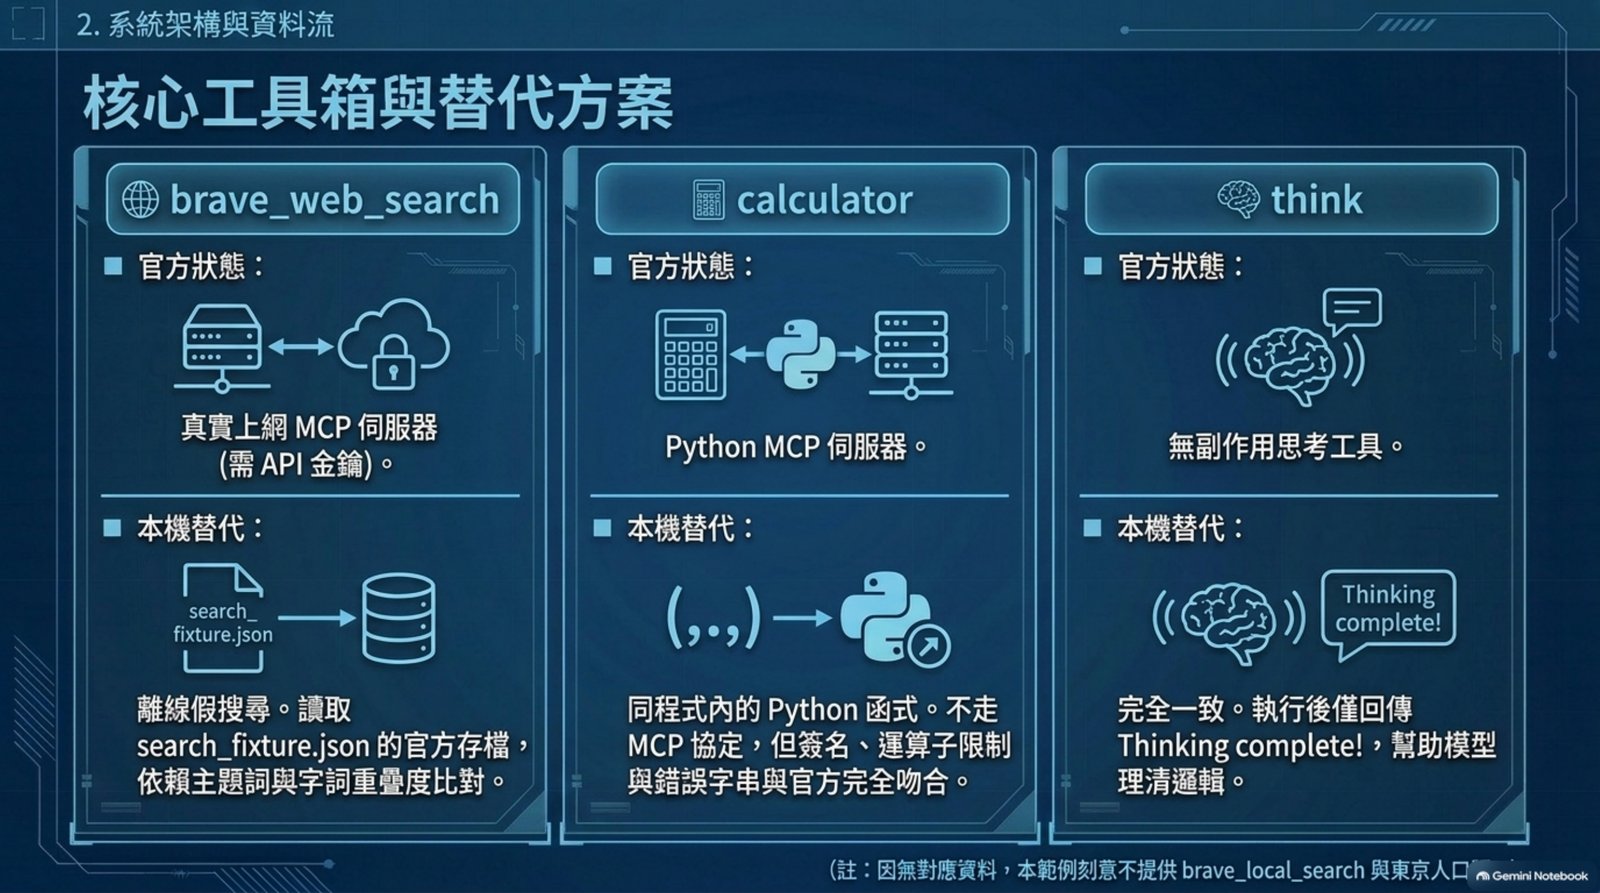 2. 系統架構與資料流
核心工具箱與替代方案
brave_web_search
官方狀態：
真實上網 MCP 伺服器
(需 API 金鑰)。
本機替代：
search_
fixture.json
離線假搜尋。讀取
search_fixture.json 的官方存檔，
依賴主題詞與字詞重疊度比對。
calculator
官方狀態：
Python MCP 伺服器。
本機替代：
(,.,)
同程式內的 Python 函式。不走
MCP 協定，但簽名、運算子限制
與錯誤字串與官方完全吻合。
think
官方狀態：
無副作用思考工具。
本機替代：
Thinking
complete!
完全一致。執行後僅回傳
Thinking complete!，幫助模型
理清邏輯。
（註：因無對應資料，本範例刻意不提供 brave_local_search 與東京人口
Gemini Notebook